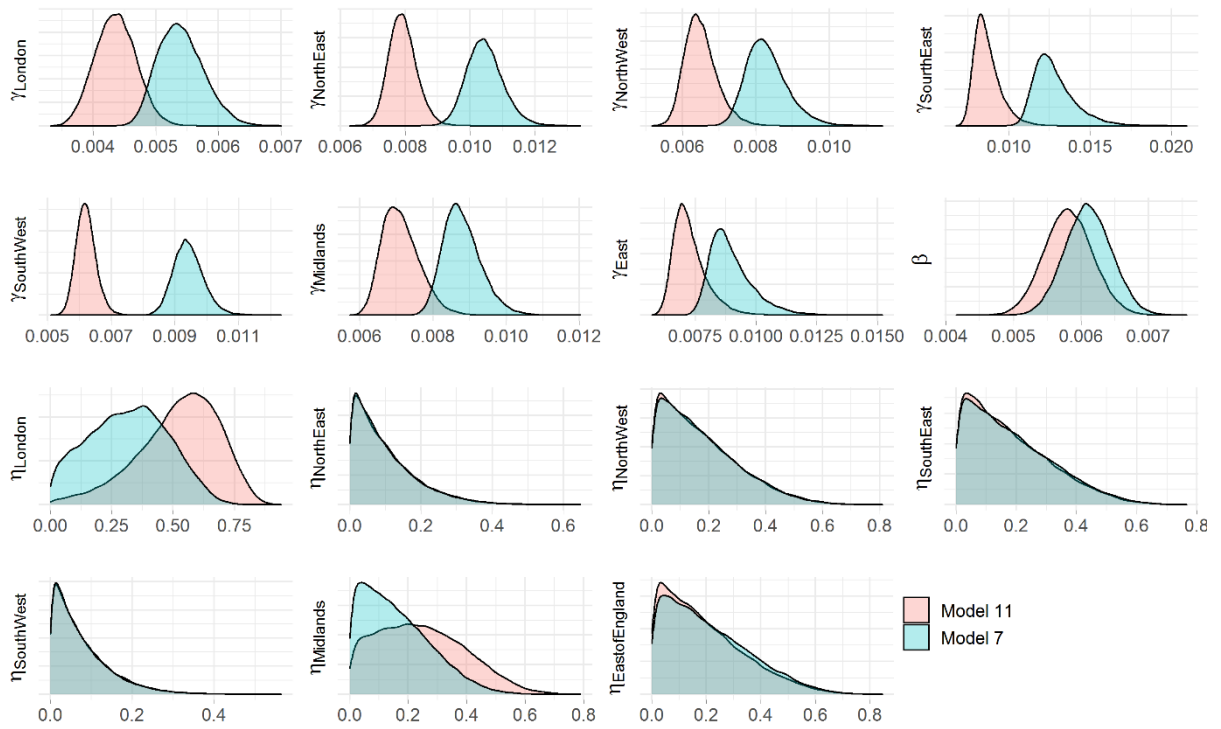 γLondon
0.004 0.005 0.006 0.007
γNorthEast
0.006 0.008 0.010 0.012
γNorthWest
0.006 0.008 0.010
γSourthEast
0.010 0.015 0.020
γSouthWest
0.005 0.007 0.009 0.011
γMidlands
0.006 0.008 0.010 0.012
γEast
0.0075 0.0100 0.0125 0.0150
β
0.004 0.005 0.006 0.007
ηLondon
0.00 0.25 0.50 0.75
ηNorthEast
0.0 0.2 0.4 0.6
ηNorthWest
0.0 0.2 0.4 0.6 0.8
ηSouthEast
0.0 0.2 0.4 0.6 0.8
ηSouthWest
0.0 0.2 0.4
ηMidlands
0.0 0.2 0.4 0.6 0.8
ηEastofEngland
0.0 0.2 0.4 0.6 0.8
Model 11
Model 7